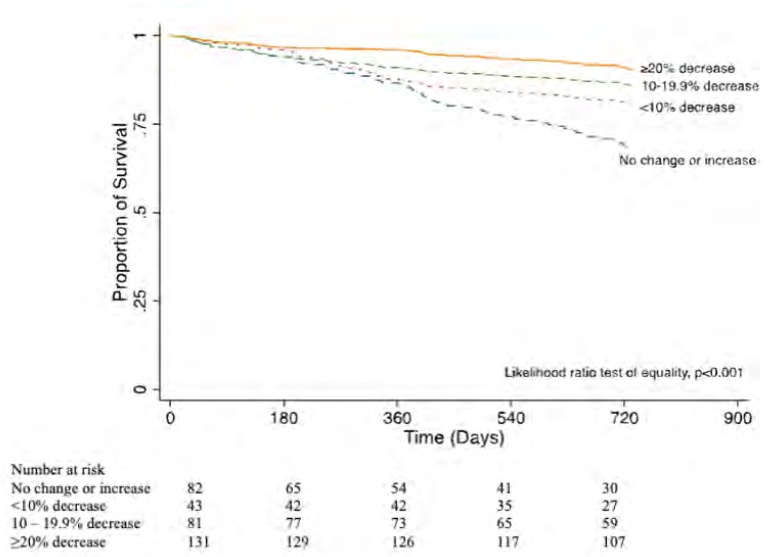 1
≥20% decrease
10-19.9% decrease
<10% decrease
.75
No change or increase
Proportion of Survival
.5
.25
Likelihood ratio test of equality, p<0.001
0
0 180 360 540 720 900
Time (Days)
Number at risk
No change or increase 82 65 54 41 30
<10% decrease 43 42 42 35 27
10 – 19.9% decrease 81 77 73 65 59
≥20% decrease 131 129 126 117 107